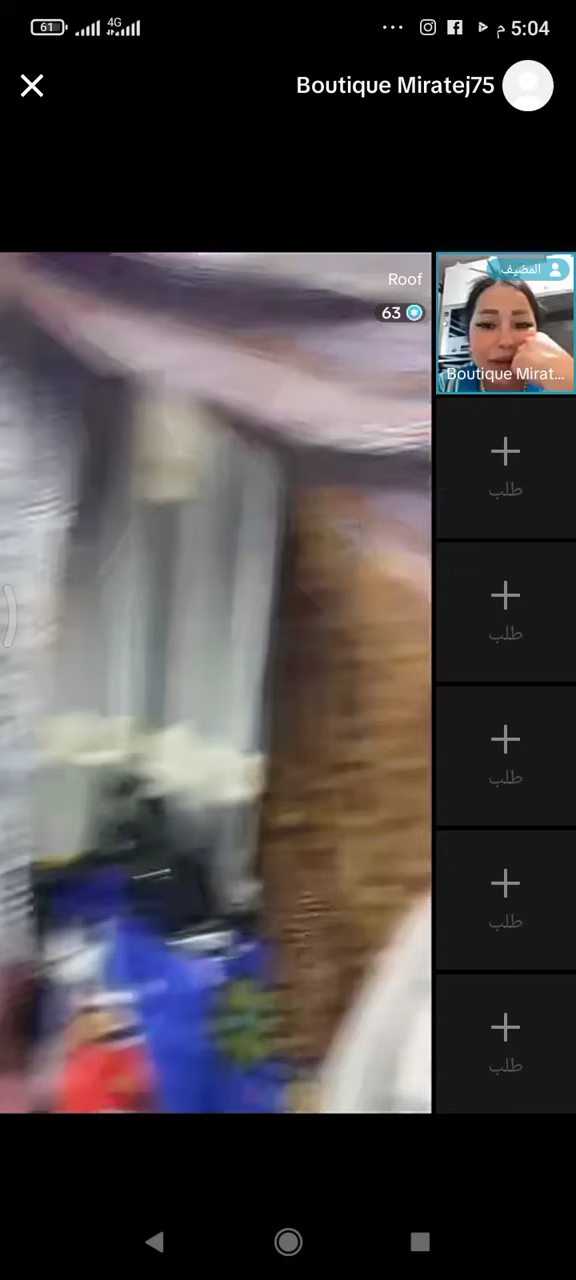 61
4G
م 5:04
Boutique Miratej75
Roof
63
المضيف
Boutique Mirat...
طلب
طلب
طلب
طلب
طلب